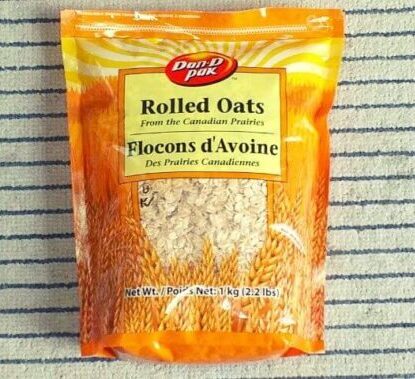 Dan-D
pak™
Rolled Oats
From the Canadian Prairies
Flocons d'Avoine
Des Prairies Canadiennes
Net Wt. / Poids Net: 1 kg (2.2 lbs)